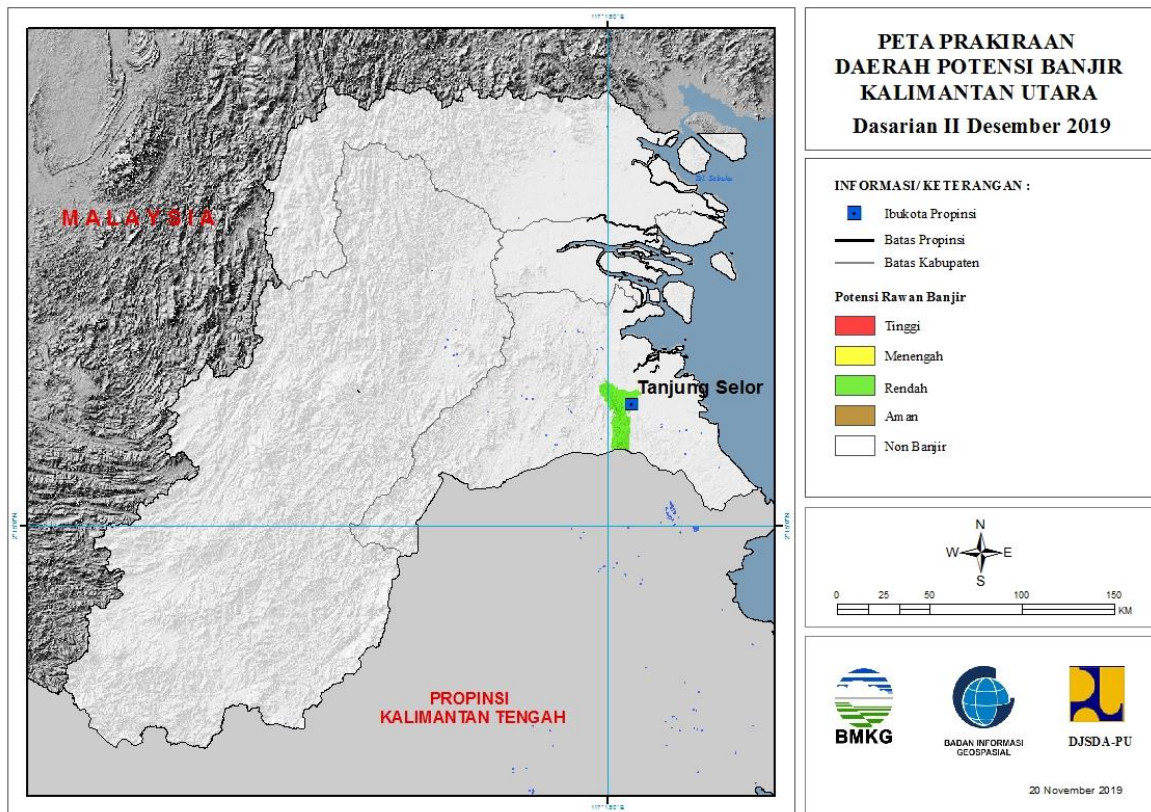 PETA PRAKIRAAN
DAERAH POTENSI BANJIR
KALIMANTAN UTARA
Dasarian II Desember 2019
INFORMASI/ KETERANGAN :
Ibukota Propinsi
Batas Propinsi
Batas Kabupaten
Potensi Rawan Banjir
Tinggi
Menengah
Rendah
Aman
Non Banjir
N
W E
S
0 25 50 100 150
KM
BMKG
BADAN INFORMASI
GEOSPASIAL
DJSDA-PU
20 November 2019
MALAYSIA
Tanjung Selor
PROPINSI
KALIMANTAN TENGAH